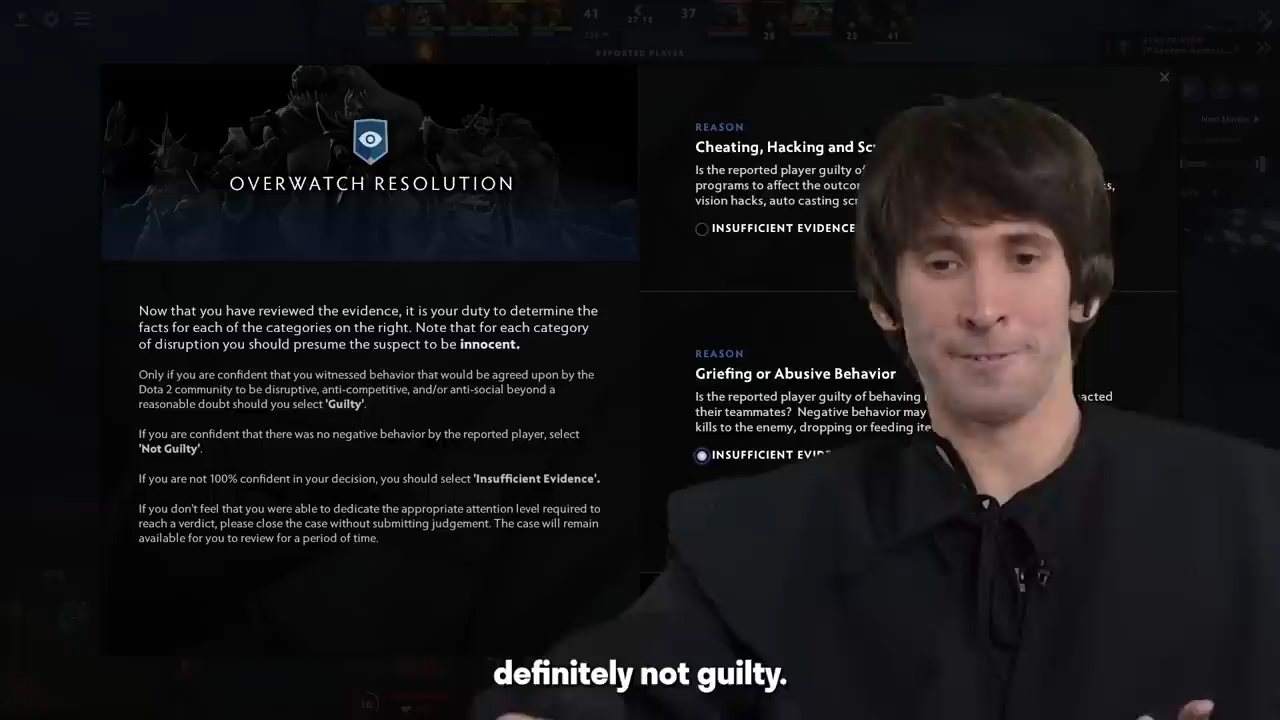 41
27:18
37
28
25
41
REPORTED PLAYER
OVERWATCH RESOLUTION
Now that you have reviewed the evidence, it is your duty to determine the
facts for each of the categories on the right. Note that for each category
of disruption you should presume the suspect to be innocent.
Only if you are confident that you witnessed behavior that would be agreed upon by the
Dota 2 community to be disruptive, anti-competitive, and/or anti-social beyond a
reasonable doubt should you select 'Guilty'.
If you are confident that there was no negative behavior by the reported player, select
'Not Guilty'.
If you are not 100% confident in your decision, you should select 'Insufficient Evidence'.
If you don't feel that you were able to dedicate the appropriate attention level required to
reach a verdict, please close the case without submitting judgement. The case will remain
available for you to review for a period of time.
REASON
Cheating, Hacking and Sc
Is the reported player guilty of
programs to affect the outcor
vision hacks, auto casting scr
INSUFFICIENT EVIDENCE
REASON
Griefing or Abusive Behavior
Is the reported player guilty of behaving acted
their teammates? Negative behavior may
kills to the enemy, dropping or feeding ite
INSUFFICIENT EVID
16
definitely not guilty.